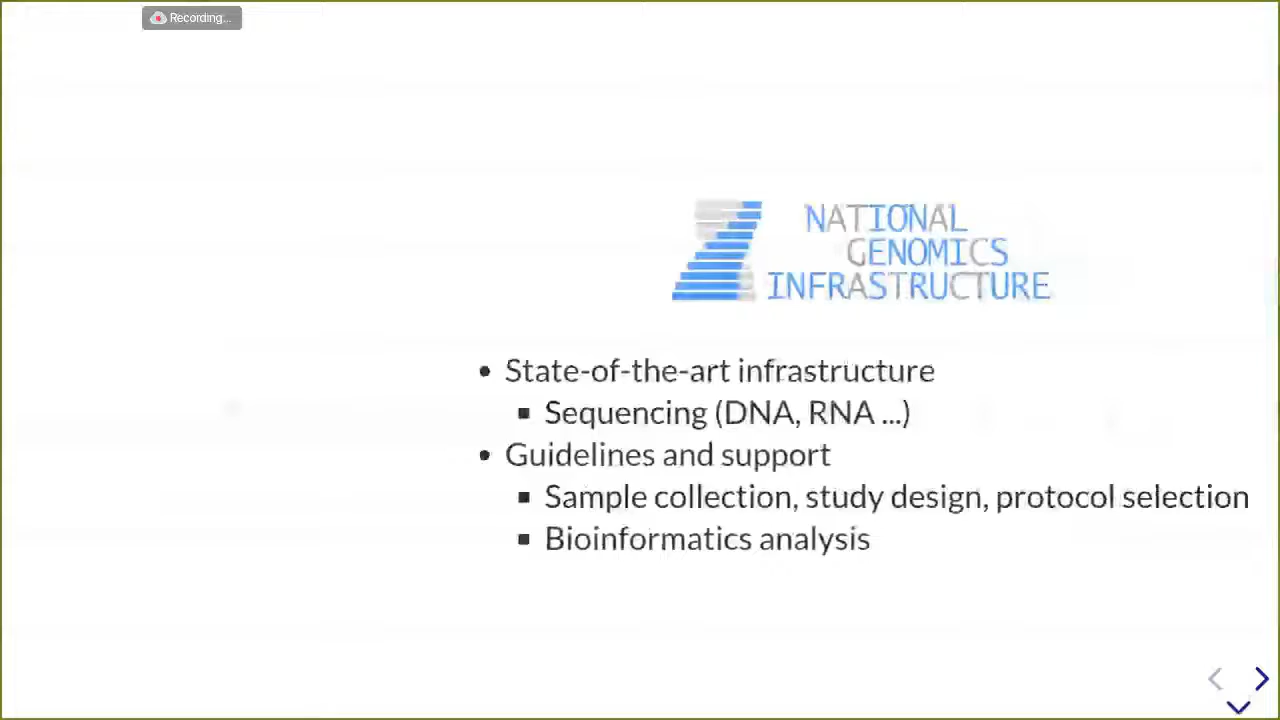 Recording...
NATIONAL
GENOMICS
INFRASTRUCTURE
• State-of-the-art infrastructure
▪ Sequencing (DNA, RNA ...)
• Guidelines and support
▪ Sample collection, study design, protocol selection
▪ Bioinformatics analysis